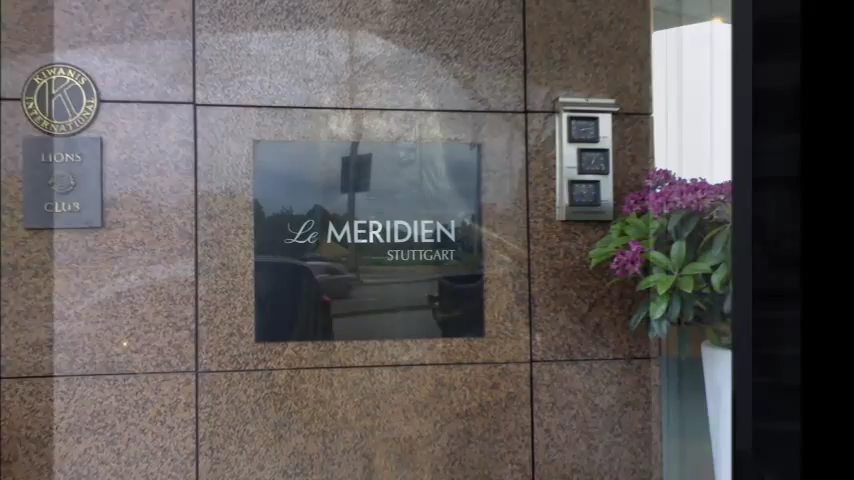 KIWANIS
INTERNATIONAL
LIONS
CLUB
Le MERIDIEN
STUTTGART